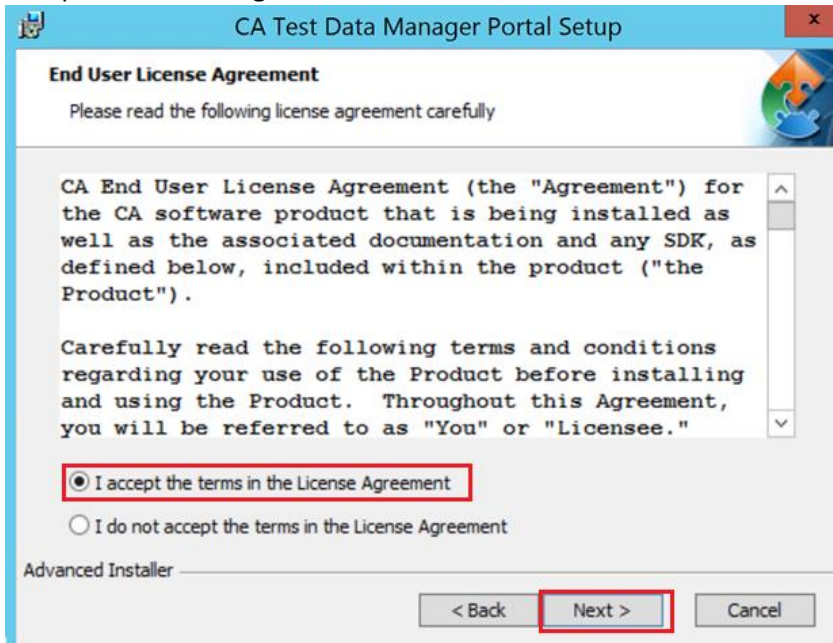 CA Test Data Manager Portal Setup
x
End User License Agreement
Please read the following license agreement carefully
CA End User License Agreement (the "Agreement") for
the CA software product that is being installed as
well as the associated documentation and any SDK, as
defined below, included within the product ("the
Product").
Carefully read the following terms and conditions
regarding your use of the Product before installing
and using the Product.  Throughout this Agreement,
you will be referred to as "You" or "Licensee."
I accept the terms in the License Agreement
I do not accept the terms in the License Agreement
Advanced Installer
< Back Next > Cancel